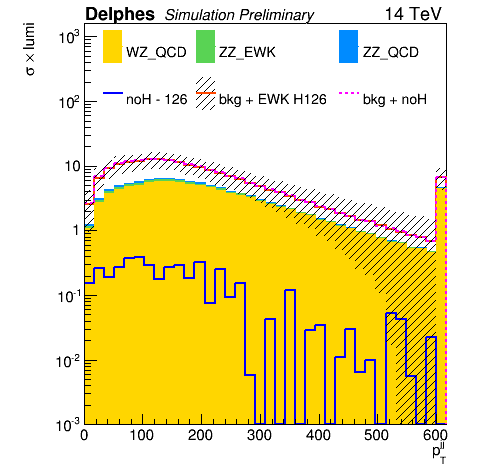 Delphes Simulation Preliminary 14 TeV
σ × lumi
WZ_QCD ZZ_EWK ZZ_QCD
noH - 126 bkg + EWK H126 bkg + noH
10³
10²
10
1
10⁻¹
10⁻²
10⁻³
0 100 200 300 400 500 600
p_T^ll